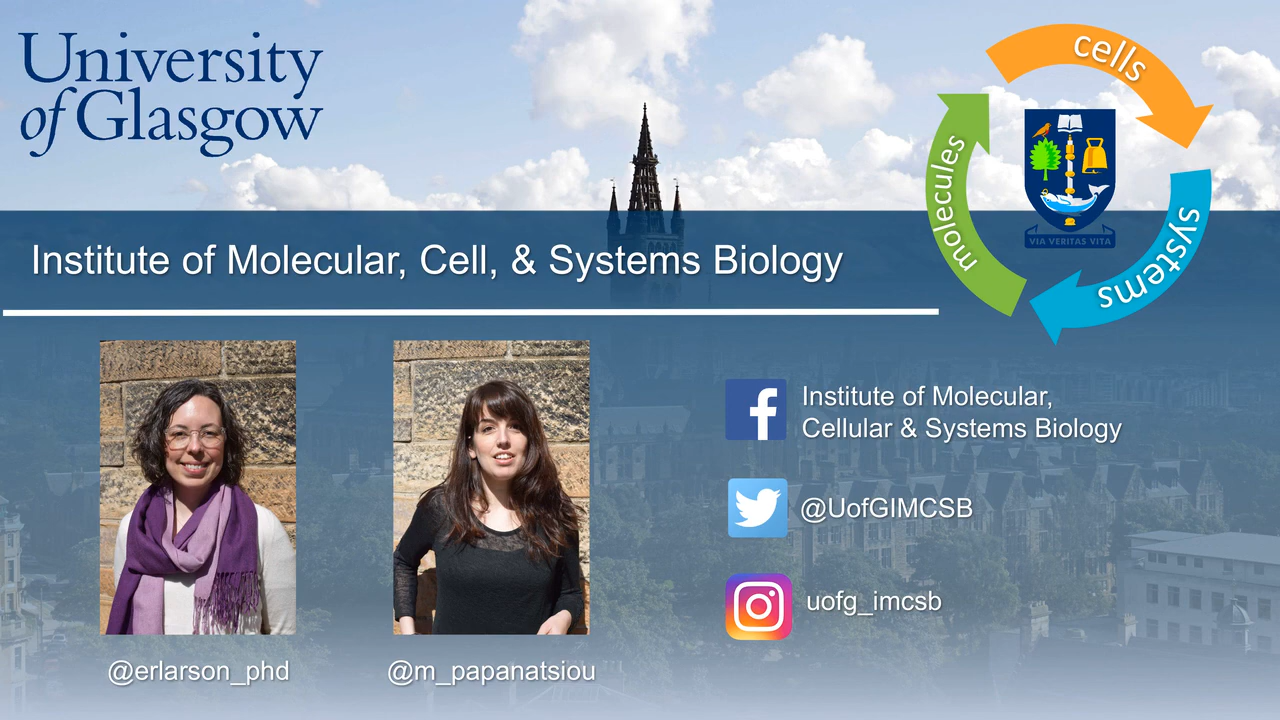 University
of Glasgow
cells
molecules
systems
VIA VERITAS VITA
Institute of Molecular, Cell, & Systems Biology
Institute of Molecular,
Cellular & Systems Biology
@UofGIMCSB
uofg_imcsb
@erlarson_phd
@m_papanatsiou